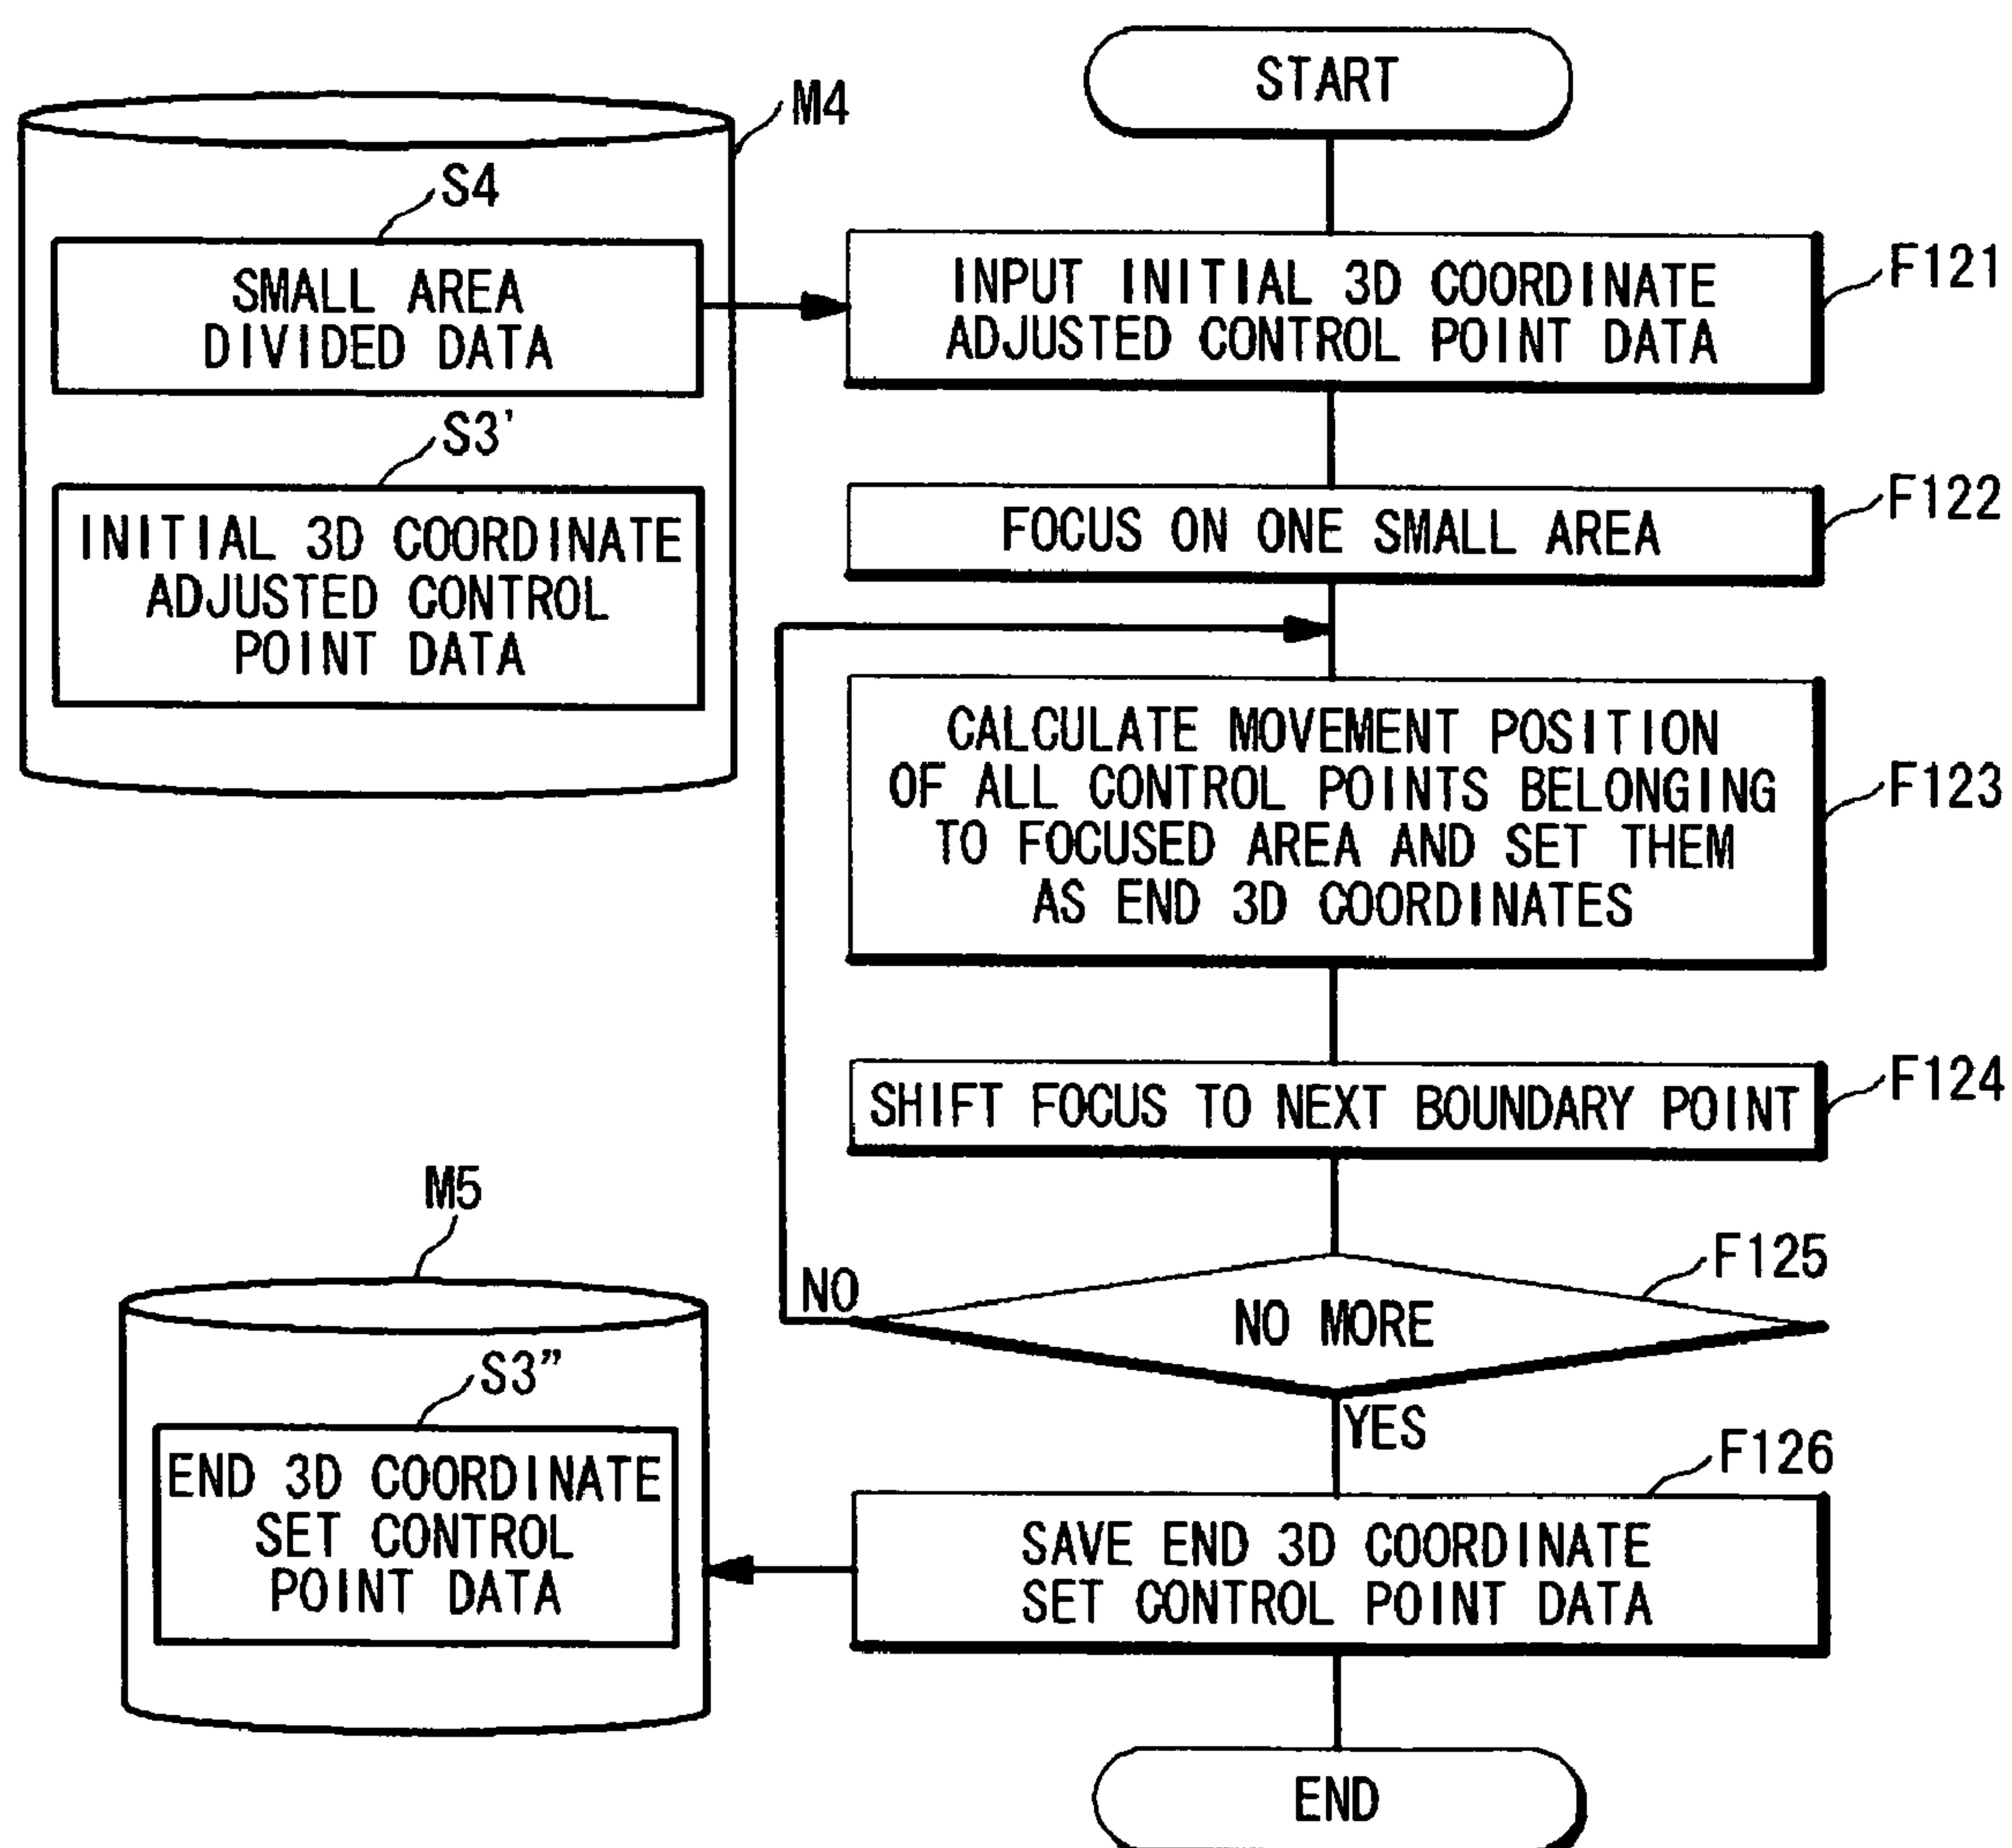 START
M4
S4
SMALL AREA
DIVIDED DATA
S3'
INITIAL 3D COORDINATE
ADJUSTED CONTROL
POINT DATA
INPUT INITIAL 3D COORDINATE
ADJUSTED CONTROL POINT DATA
F121
FOCUS ON ONE SMALL AREA
F122
CALCULATE MOVEMENT POSITION
OF ALL CONTROL POINTS BELONGING
TO FOCUSED AREA AND SET THEM
AS END 3D COORDINATES
F123
SHIFT FOCUS TO NEXT BOUNDARY POINT
F124
NO MORE
F125
NO
YES
M5
S3”
END 3D COORDINATE
SET CONTROL
POINT DATA
SAVE END 3D COORDINATE
SET CONTROL POINT DATA
F126
END